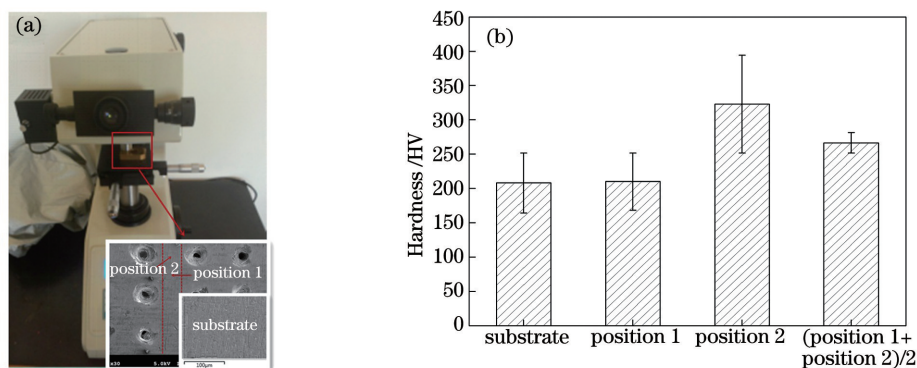 (a)
position 2
position 1
substrate
×30
5.0kV
100μm
(b)
Hardness /HV
450
400
350
300
250
200
150
100
50
0
substrate
position 1
position 2
(position 1+
position 2)/2